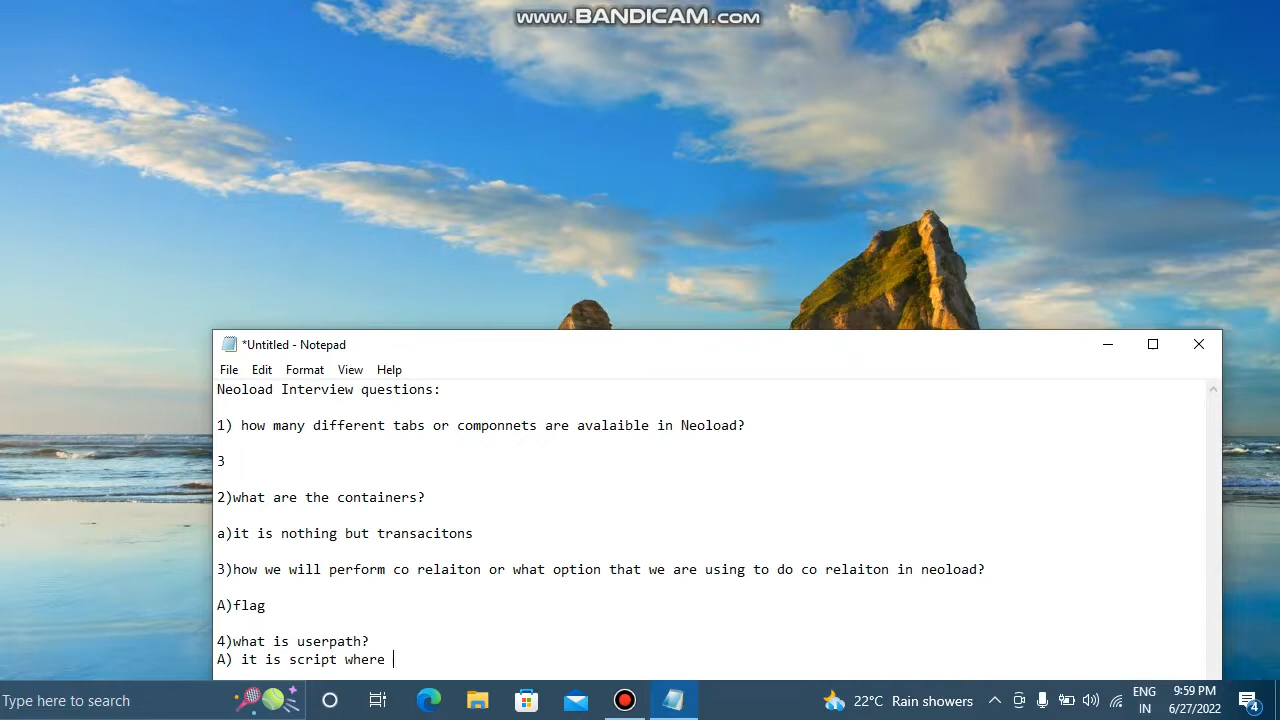 www.BANDICAM.com
*Untitled - Notepad
File Edit Format View Help
Neoload Interview questions:
1) how many different tabs or componnets are avalaible in Neoload?
3
2)what are the containers?
a)it is nothing but transacitons
3)how we will perform co relaiton or what option that we are using to do co relaiton in neoload?
A)flag
4)what is userpath?
A) it is script where
Type here to search
22°C Rain showers
ENG
IN
9:59 PM
6/27/2022
4